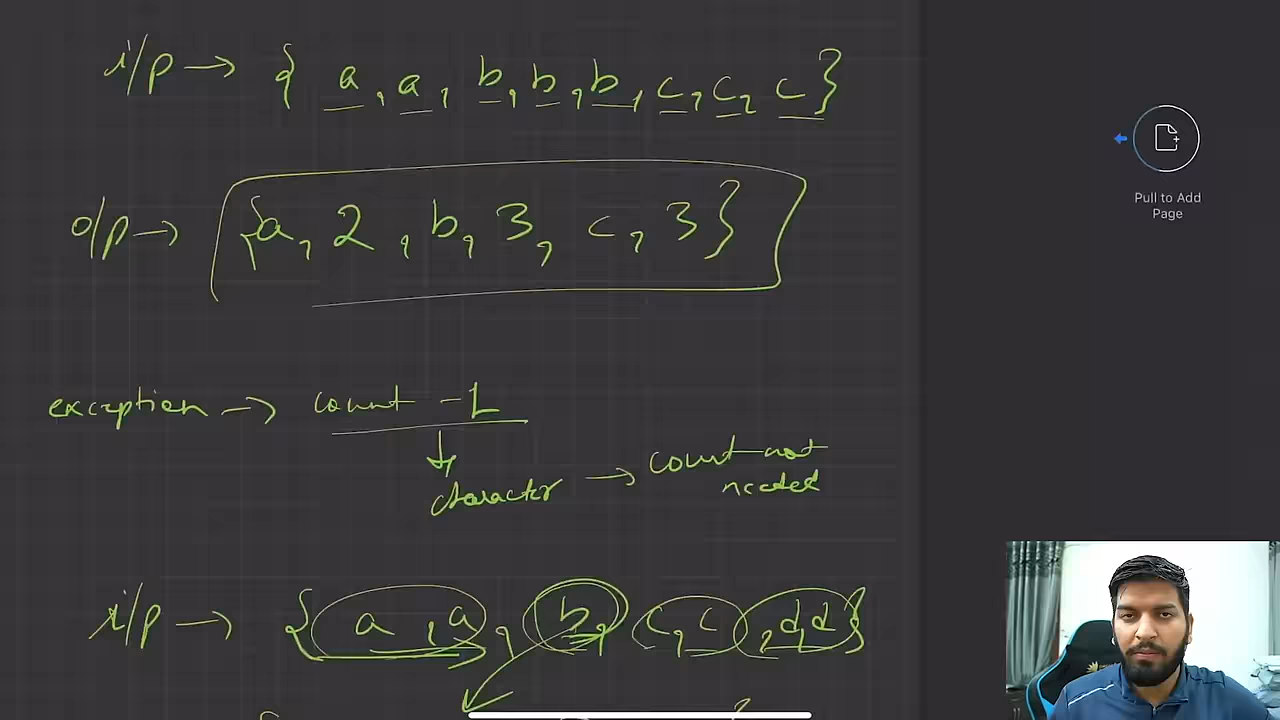 i/p → { a, a, b, b, b, c, c, c }
Pull to Add
Page
o/p → {a, 2, b, 3, c, 3}
exception → count - 1
character → count not
needed
i/p → { a, a, b, c, c, d, d }